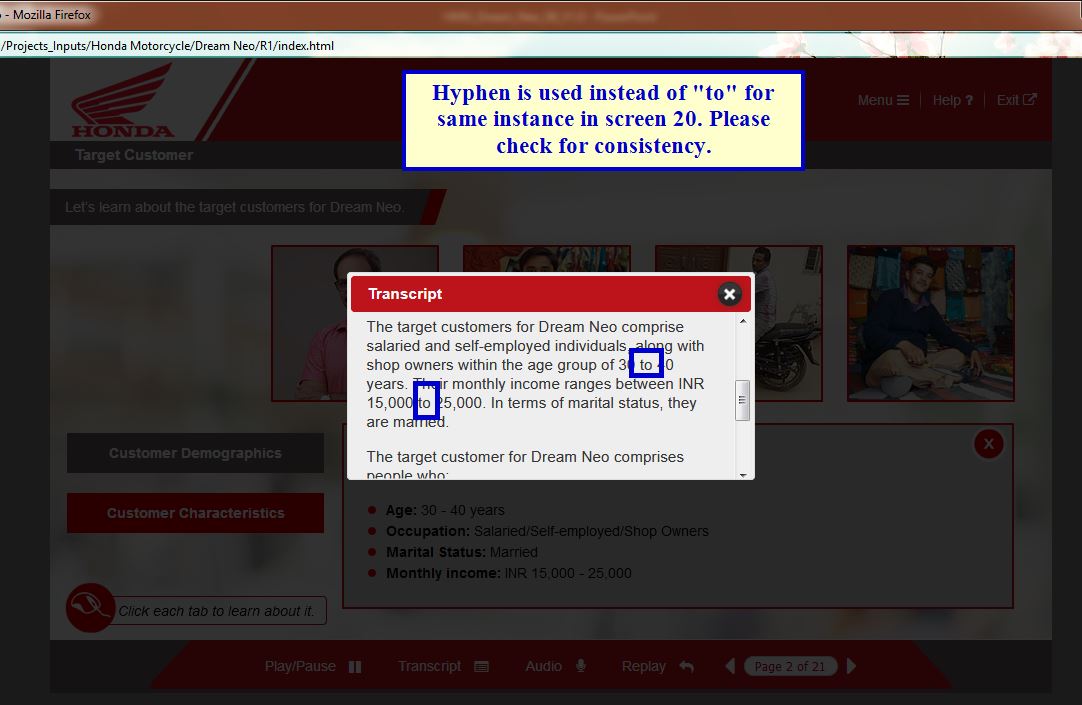 - Mozilla Firefox
/Projects_Inputs/Honda Motorcycle/Dream Neo/R1/index.html
Hyphen is used instead of "to" for
same instance in screen 20. Please
check for consistency.
HONDA
Menu
Help ?
Exit
Target Customer
Let's learn about the target customers for Dream Neo.
Transcript
The target customers for Dream Neo comprise
salaried and self-employed individuals, along with
shop owners within the age group of 30 to 40
years. Their monthly income ranges between INR
15,000 to 25,000. In terms of marital status, they
are married.
The target customer for Dream Neo comprises
people who:
Customer Demographics
Customer Characteristics
X
Age: 30 - 40 years
Occupation: Salaried/Self-employed/Shop Owners
Marital Status: Married
Monthly income: INR 15,000 - 25,000
Click each tab to learn about it.
Play/Pause
Transcript
Audio
Replay
Page 2 of 21